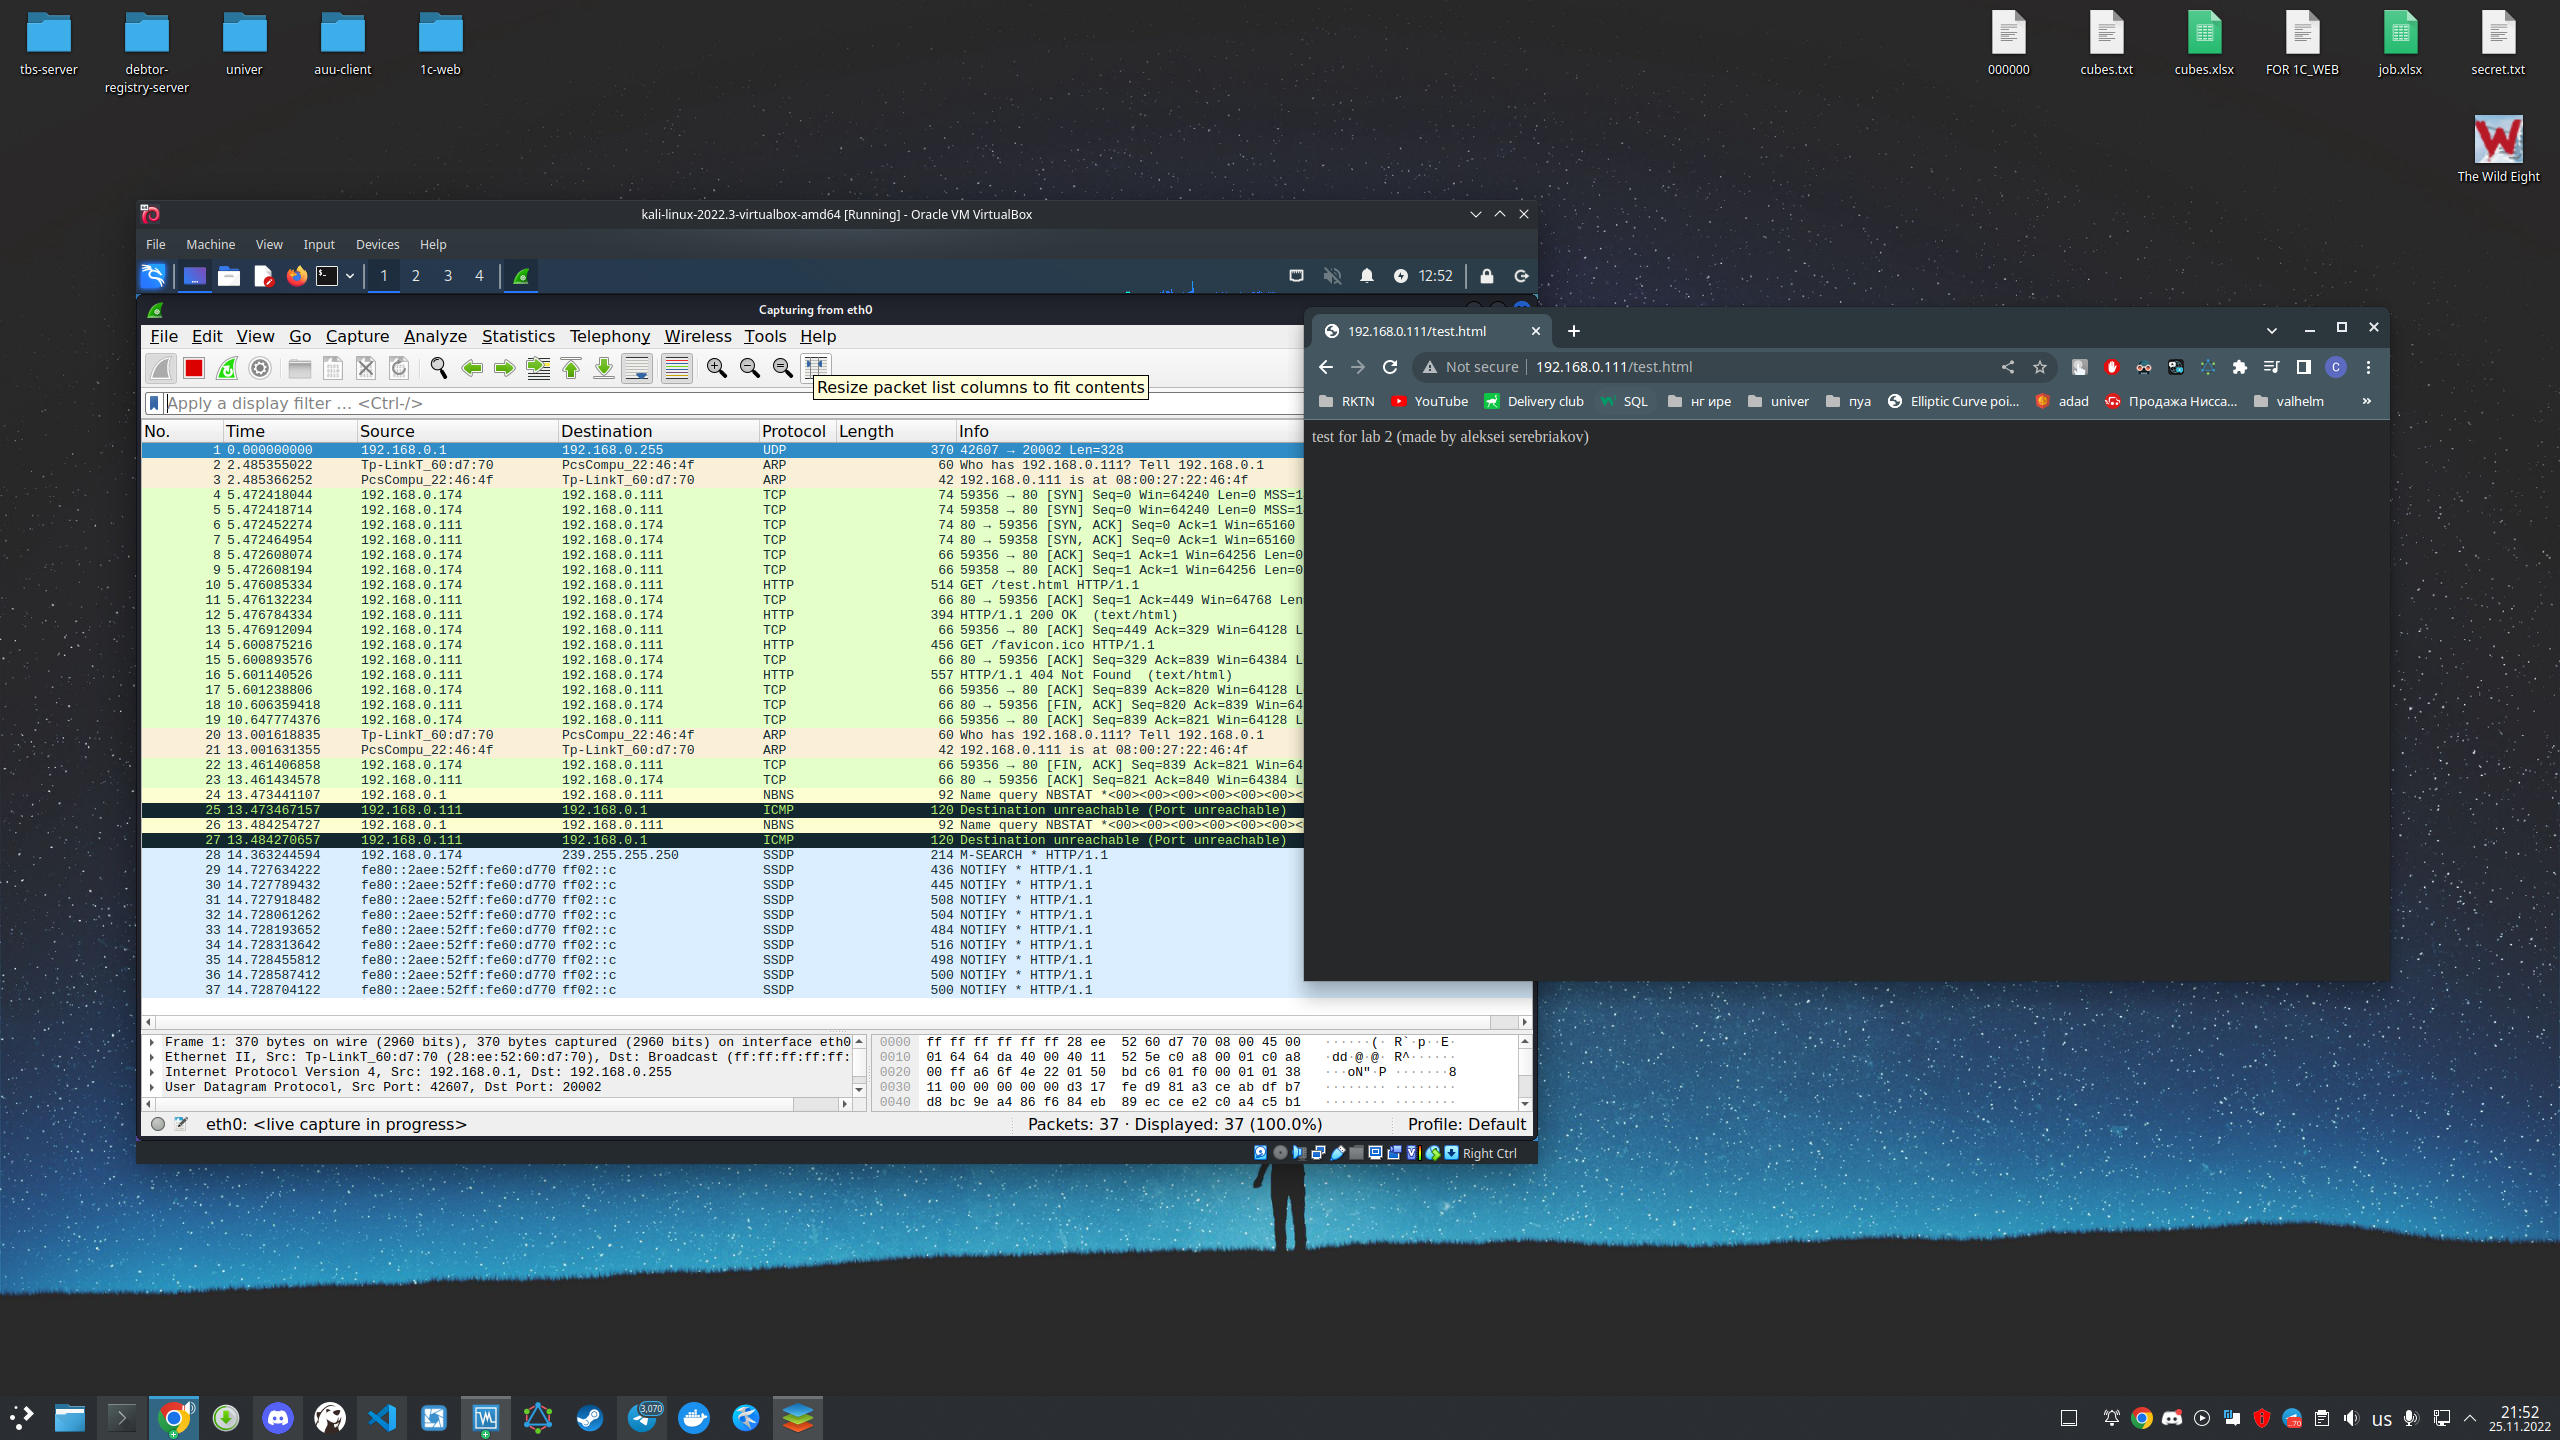 tbs-server
debtor-
registry-server
univer
auu-client
1c-web
000000
cubes.txt
cubes.xlsx
FOR 1C_WEB
job.xlsx
secret.txt
The Wild Eight
kali-linux-2022.3-virtualbox-amd64 [Running] - Oracle VM VirtualBox
File Machine View Input Devices Help
1 2 3 4 12:52
Capturing from eth0
File Edit View Go Capture Analyze Statistics Telephony Wireless Tools Help
Resize packet list columns to fit contents
Apply a display filter … <Ctrl-/>
No. Time Source Destination Protocol Length Info
1 0.000000000 192.168.0.1 192.168.0.255 UDP 370 42607 → 20002 Len=328
2 2.485355022 Tp-LinkT_60:d7:70 PcsCompu_22:46:4f ARP 60 Who has 192.168.0.111? Tell 192.168.0.1
3 2.485366252 PcsCompu_22:46:4f Tp-LinkT_60:d7:70 ARP 42 192.168.0.111 is at 08:00:27:22:46:4f
4 5.472418044 192.168.0.174 192.168.0.111 TCP 74 59356 → 80 [SYN] Seq=0 Win=64240 Len=0 MSS=1
5 5.472418714 192.168.0.174 192.168.0.111 TCP 74 59358 → 80 [SYN] Seq=0 Win=64240 Len=0 MSS=1
6 5.472452274 192.168.0.111 192.168.0.174 TCP 74 80 → 59356 [SYN, ACK] Seq=0 Ack=1 Win=65160
7 5.472464954 192.168.0.111 192.168.0.174 TCP 74 80 → 59358 [SYN, ACK] Seq=0 Ack=1 Win=65160
8 5.472608074 192.168.0.174 192.168.0.111 TCP 66 59356 → 80 [ACK] Seq=1 Ack=1 Win=64256 Len=0
9 5.472608194 192.168.0.174 192.168.0.111 TCP 66 59358 → 80 [ACK] Seq=1 Ack=1 Win=64256 Len=0
10 5.476085334 192.168.0.174 192.168.0.111 HTTP 514 GET /test.html HTTP/1.1
11 5.476132234 192.168.0.111 192.168.0.174 TCP 66 80 → 59356 [ACK] Seq=1 Ack=449 Win=64768 Len
12 5.476784334 192.168.0.111 192.168.0.174 HTTP 394 HTTP/1.1 200 OK (text/html)
13 5.476912094 192.168.0.174 192.168.0.111 TCP 66 59356 → 80 [ACK] Seq=449 Ack=329 Win=64128 L
14 5.600875216 192.168.0.174 192.168.0.111 HTTP 456 GET /favicon.ico HTTP/1.1
15 5.600893576 192.168.0.111 192.168.0.174 TCP 66 80 → 59356 [ACK] Seq=329 Ack=839 Win=64384 L
16 5.601140526 192.168.0.111 192.168.0.174 HTTP 557 HTTP/1.1 404 Not Found (text/html)
17 5.601238806 192.168.0.174 192.168.0.111 TCP 66 59356 → 80 [ACK] Seq=839 Ack=820 Win=64128 L
18 10.606359418 192.168.0.111 192.168.0.174 TCP 66 80 → 59356 [FIN, ACK] Seq=820 Ack=839 Win=64
19 10.647774376 192.168.0.174 192.168.0.111 TCP 66 59356 → 80 [ACK] Seq=839 Ack=821 Win=64128 L
20 13.001618835 Tp-LinkT_60:d7:70 PcsCompu_22:46:4f ARP 60 Who has 192.168.0.111? Tell 192.168.0.1
21 13.001631355 PcsCompu_22:46:4f Tp-LinkT_60:d7:70 ARP 42 192.168.0.111 is at 08:00:27:22:46:4f
22 13.461406858 192.168.0.174 192.168.0.111 TCP 66 59356 → 80 [FIN, ACK] Seq=839 Ack=821 Win=64
23 13.461434578 192.168.0.111 192.168.0.174 TCP 66 80 → 59356 [ACK] Seq=821 Ack=840 Win=64384 L
24 13.473441107 192.168.0.1 192.168.0.111 NBNS 92 Name query NBSTAT *<00><00><00><00><00><00><
25 13.473467157 192.168.0.111 192.168.0.1 ICMP 120 Destination unreachable (Port unreachable)
26 13.484254727 192.168.0.1 192.168.0.111 NBNS 92 Name query NBSTAT *<00><00><00><00><00><00><
27 13.484270657 192.168.0.111 192.168.0.1 ICMP 120 Destination unreachable (Port unreachable)
28 14.363244594 192.168.0.174 239.255.255.250 SSDP 214 M-SEARCH * HTTP/1.1
29 14.727634222 fe80::2aee:52ff:fe60:d770 ff02::c SSDP 436 NOTIFY * HTTP/1.1
30 14.727789432 fe80::2aee:52ff:fe60:d770 ff02::c SSDP 445 NOTIFY * HTTP/1.1
31 14.727918482 fe80::2aee:52ff:fe60:d770 ff02::c SSDP 508 NOTIFY * HTTP/1.1
32 14.728061262 fe80::2aee:52ff:fe60:d770 ff02::c SSDP 504 NOTIFY * HTTP/1.1
33 14.728193652 fe80::2aee:52ff:fe60:d770 ff02::c SSDP 484 NOTIFY * HTTP/1.1
34 14.728313642 fe80::2aee:52ff:fe60:d770 ff02::c SSDP 516 NOTIFY * HTTP/1.1
35 14.728455812 fe80::2aee:52ff:fe60:d770 ff02::c SSDP 498 NOTIFY * HTTP/1.1
36 14.728587412 fe80::2aee:52ff:fe60:d770 ff02::c SSDP 500 NOTIFY * HTTP/1.1
37 14.728704122 fe80::2aee:52ff:fe60:d770 ff02::c SSDP 500 NOTIFY * HTTP/1.1
Frame 1: 370 bytes on wire (2960 bits), 370 bytes captured (2960 bits) on interface eth0
Ethernet II, Src: Tp-LinkT_60:d7:70 (28:ee:52:60:d7:70), Dst: Broadcast (ff:ff:ff:ff:ff:
Internet Protocol Version 4, Src: 192.168.0.1, Dst: 192.168.0.255
User Datagram Protocol, Src Port: 42607, Dst Port: 20002
0000 ff ff ff ff ff ff 28 ee 52 60 d7 70 08 00 45 00 ······(· R`·p··E·
0010 01 64 64 da 40 00 40 11 52 5e c0 a8 00 01 c0 a8 ·dd·@·@· R^······
0020 00 ff a6 6f 4e 22 01 50 bd c6 01 f0 00 01 01 38 ···oN"·P ·······8
0030 11 00 00 00 00 00 d3 17 fe d9 81 a3 ce ab df b7 ········ ········
0040 d8 bc 9e a4 86 f6 84 eb 89 ec ce e2 c0 a4 c5 b1 ········ ········
eth0: <live capture in progress> Packets: 37 · Displayed: 37 (100.0%) Profile: Default
Right Ctrl
192.168.0.111/test.html
Not secure 192.168.0.111/test.html
C
RKTN YouTube Delivery club SQL нг ире univer пуа Elliptic Curve poi… adad Продажа Нисса… valhelm »
test for lab 2 (made by aleksei serebriakov)
3,070
us
21:52
25.11.2022